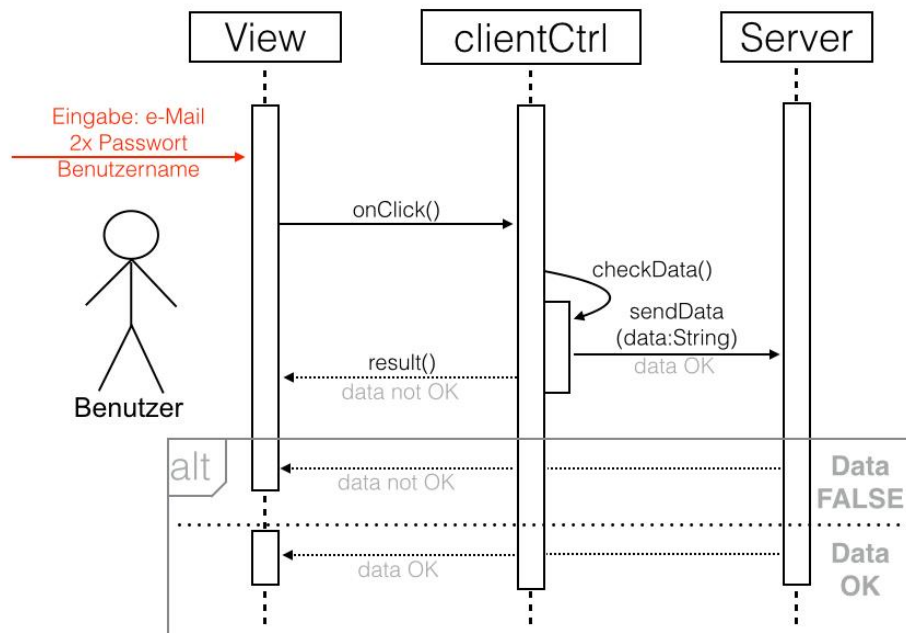 View
clientCtrl
Server
Eingabe: e-Mail
2x Passwort
Benutzername
onClick()
checkData()
sendData
(data:String)
data OK
result()
data not OK
Benutzer
alt
data not OK
Data
FALSE
data OK
Data
OK